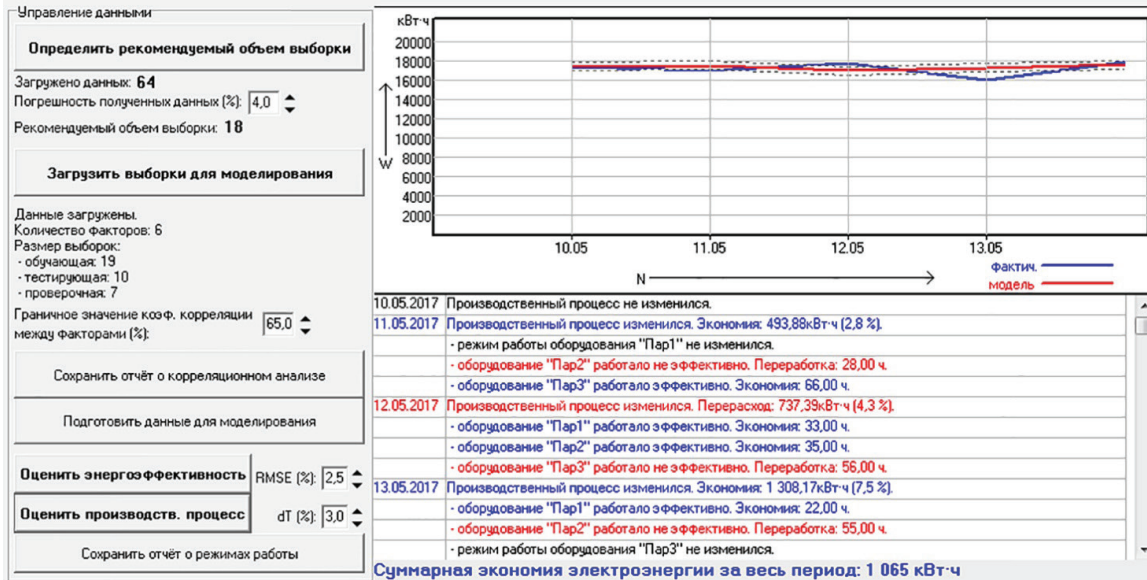 Управление данными
Определить рекомендуемый объем выборки
Загружено данных: 64
Погрешность полученных данных (%): 4,0
Рекомендуемый объем выборки: 18
Загрузить выборки для моделирования
Данные загружены.
Количество факторов: 6
Размер выборок:
- обучающая: 19
- тестирующая: 10
- проверочная: 7
Граничное значение коэф. корреляции
между факторами (%): 65,0
Сохранить отчёт о корреляционном анализе
Подготовить данные для моделирования
Оценить энергоэффективность RMSE (%): 2,5
Оценить производств. процесс dT (%): 3,0
Сохранить отчёт о режимах работы
кВт·ч
20000
18000
16000
14000
12000
10000
8000
6000
4000
2000
W
10.05 11.05 12.05 13.05
N
фактич.
модель
10.05.2017 Производственный процесс не изменился.
11.05.2017 Производственный процесс изменился. Экономия: 493,88кВт·ч (2,8 %).
- режим работы оборудования "Пар1" не изменился.
- оборудование "Пар2" работало не эффективно. Переработка: 28,00 ч.
- оборудование "Пар3" работало эффективно. Экономия: 66,00 ч.
12.05.2017 Производственный процесс изменился. Перерасход: 737,39кВт·ч (4,3 %).
- оборудование "Пар1" работало эффективно. Экономия: 33,00 ч.
- оборудование "Пар2" работало эффективно. Экономия: 35,00 ч.
- оборудование "Пар3" работало не эффективно. Переработка: 56,00 ч.
13.05.2017 Производственный процесс изменился. Экономия: 1 308,17кВт·ч (7,5 %).
- оборудование "Пар1" работало эффективно. Экономия: 22,00 ч.
- оборудование "Пар2" работало не эффективно. Переработка: 55,00 ч.
- режим работы оборудования "Пар3" не изменился.
Суммарная экономия электроэнергии за весь период: 1 065 кВт·ч